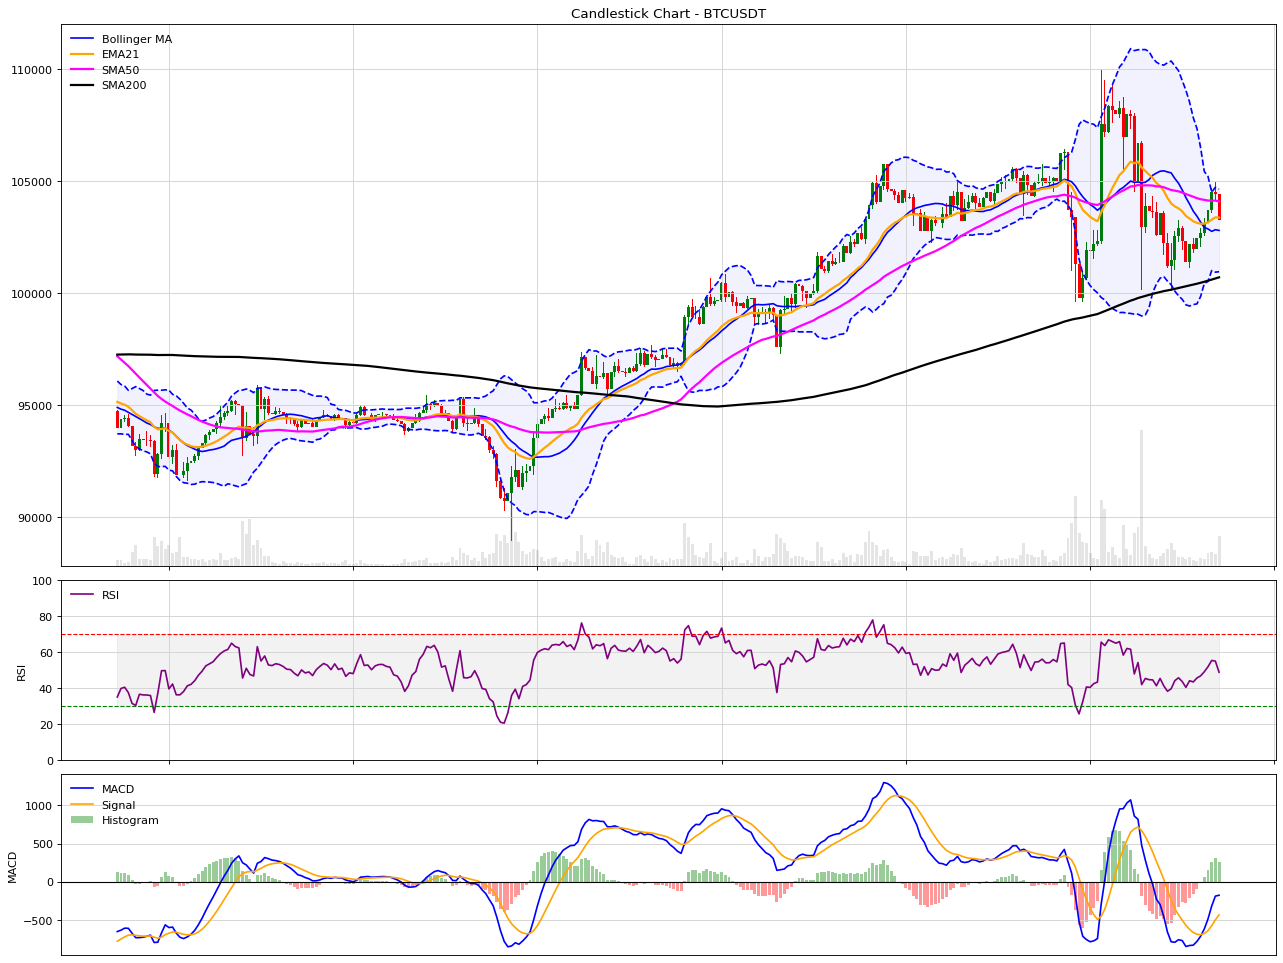 Candlestick Chart - BTCUSDT
Bollinger MA
EMA21
SMA50
SMA200
110000
105000
100000
95000
90000
RSI
100
80
60
40
20
0
RSI
MACD
Signal
Histogram
1000
500
0
−500
MACD